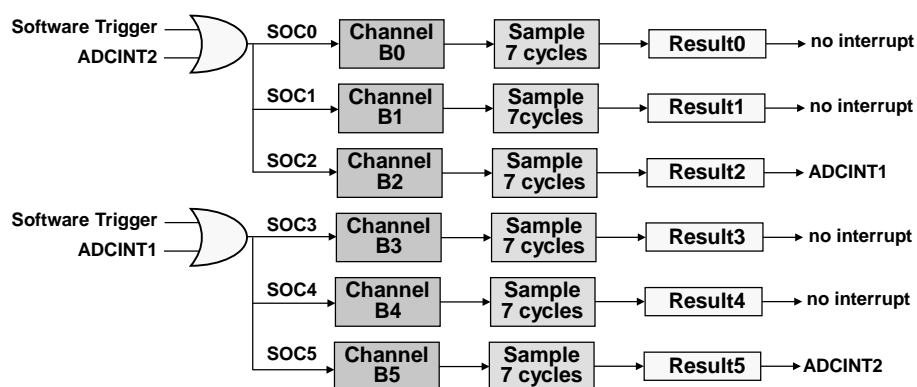 Software Trigger
ADCINT2
SOC0
Channel
B0
Sample
7 cycles
Result0
no interrupt
SOC1
Channel
B1
Sample
7cycles
Result1
no interrupt
SOC2
Channel
B2
Sample
7 cycles
Result2
ADCINT1
Software Trigger
ADCINT1
SOC3
Channel
B3
Sample
7 cycles
Result3
no interrupt
SOC4
Channel
B4
Sample
7 cycles
Result4
no interrupt
SOC5
Channel
B5
Sample
7 cycles
Result5
ADCINT2